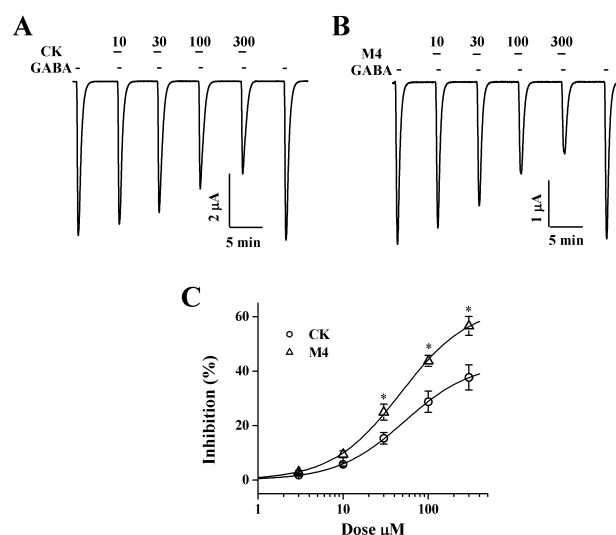 A
10 30 100 300
CK
GABA
2 μA
5 min
B
10 30 100 300
M4
GABA
1 μA
5 min
C
60
40
20
0
Inhibition (%)
CK
M4
*
*
*
1 10 100
Dose μM